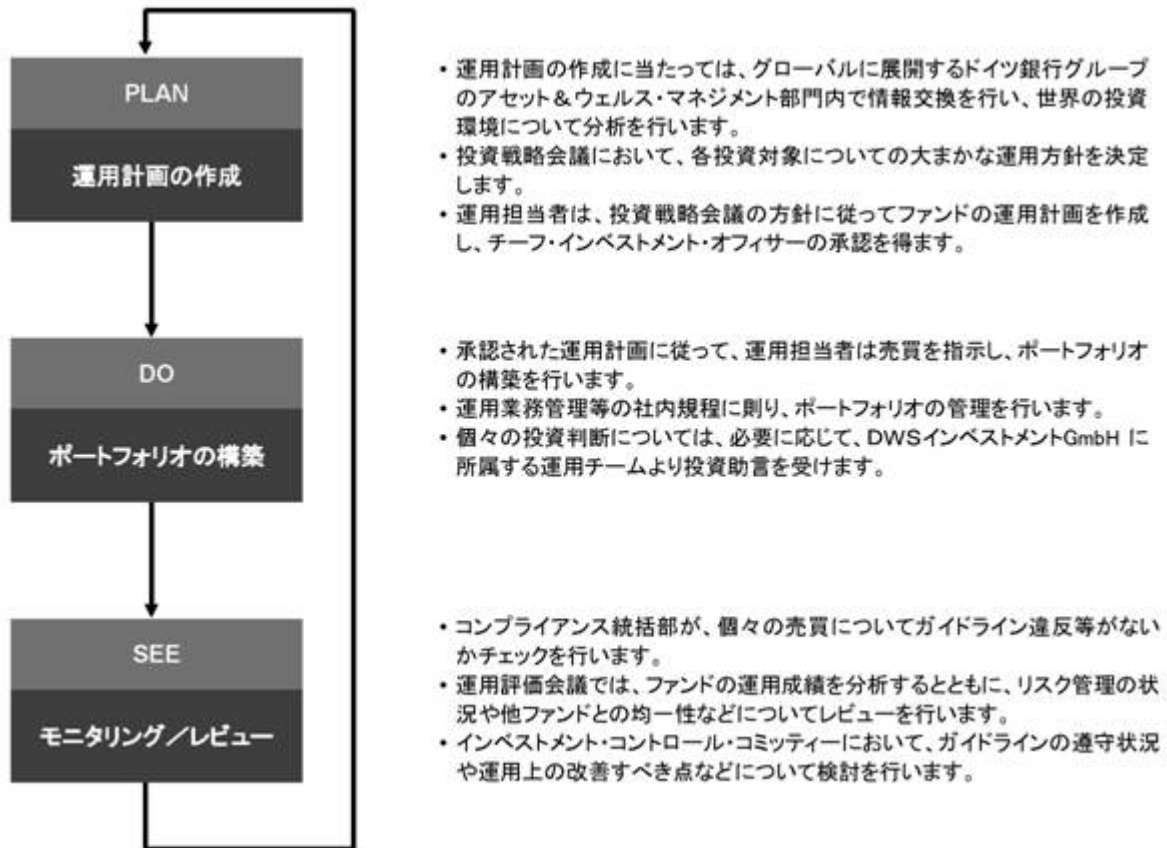 PLAN
運用計画の作成
• 運用計画の作成に当たっては、グローバルに展開するドイツ銀行グループ
のアセット＆ウェルス・マネジメント部門内で情報交換を行い、世界の投資
環境について分析を行います。
• 投資戦略会議において、各投資対象についての大まかな運用方針を決定
します。
• 運用担当者は、投資戦略会議の方針に従ってファンドの運用計画を作成
し、チーフ・インベストメント・オフィサーの承認を得ます。
DO
ポートフォリオの構築
• 承認された運用計画に従って、運用担当者は売買を指示し、ポートフォリオ
の構築を行います。
• 運用業務管理等の社内規程に則り、ポートフォリオの管理を行います。
• 個々の投資判断については、必要に応じて、DWSインベストメントGmbH に
所属する運用チームより投資助言を受けます。
SEE
モニタリング／レビュー
• コンプライアンス統括部が、個々の売買についてガイドライン違反等がない
かチェックを行います。
• 運用評価会議では、ファンドの運用成績を分析するとともに、リスク管理の状
況や他ファンドとの均一性などについてレビューを行います。
• インベストメント・コントロール・コミッティーにおいて、ガイドラインの遵守状況
や運用上の改善すべき点などについて検討を行います。